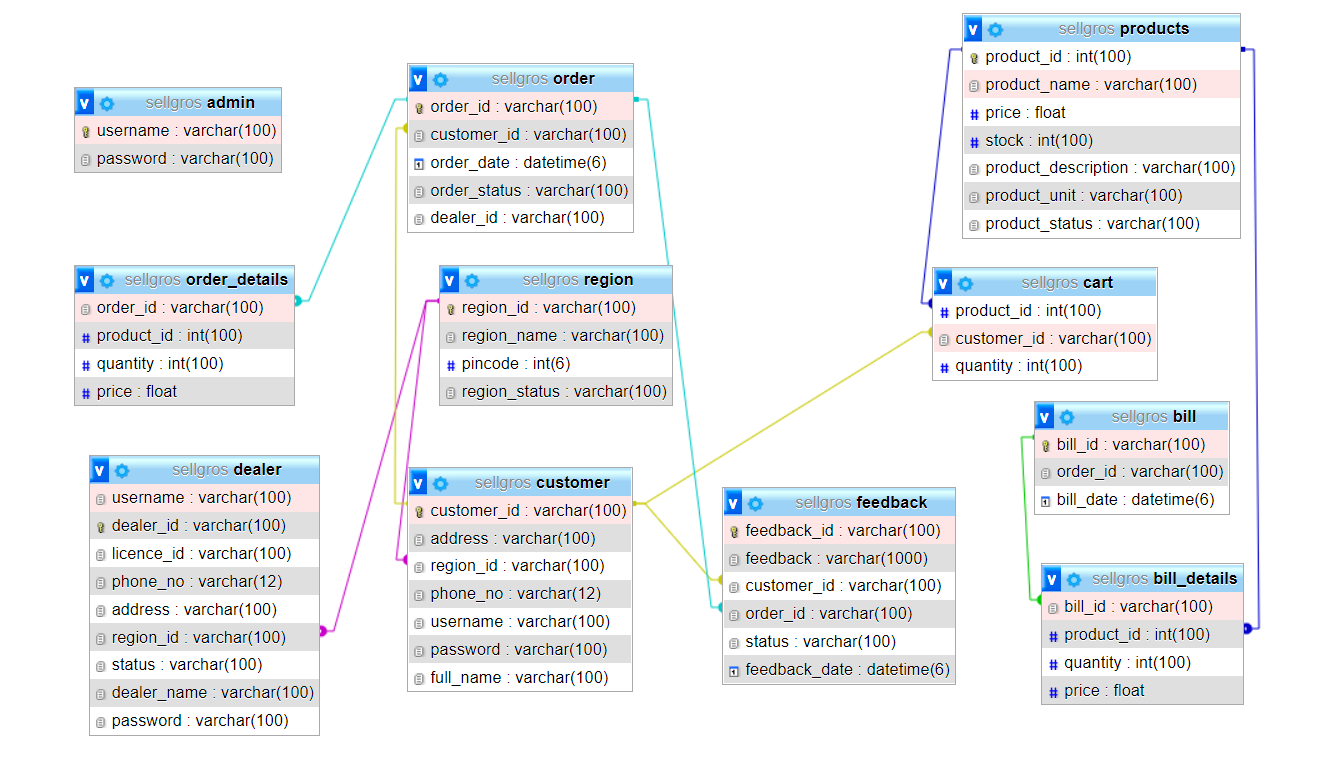 sellgros admin
username : varchar(100)
password : varchar(100)
sellgros order
order_id : varchar(100)
customer_id : varchar(100)
order_date : datetime(6)
order_status : varchar(100)
dealer_id : varchar(100)
sellgros products
product_id : int(100)
product_name : varchar(100)
price : float
stock : int(100)
product_description : varchar(100)
product_unit : varchar(100)
product_status : varchar(100)
sellgros order_details
order_id : varchar(100)
product_id : int(100)
quantity : int(100)
price : float
sellgros region
region_id : varchar(100)
region_name : varchar(100)
pincode : int(6)
region_status : varchar(100)
sellgros cart
product_id : int(100)
customer_id : varchar(100)
quantity : int(100)
sellgros dealer
username : varchar(100)
dealer_id : varchar(100)
licence_id : varchar(100)
phone_no : varchar(12)
address : varchar(100)
region_id : varchar(100)
status : varchar(100)
dealer_name : varchar(100)
password : varchar(100)
sellgros customer
customer_id : varchar(100)
address : varchar(100)
region_id : varchar(100)
phone_no : varchar(12)
username : varchar(100)
password : varchar(100)
full_name : varchar(100)
sellgros feedback
feedback_id : varchar(100)
feedback : varchar(1000)
customer_id : varchar(100)
order_id : varchar(100)
status : varchar(100)
feedback_date : datetime(6)
sellgros bill
bill_id : varchar(100)
order_id : varchar(100)
bill_date : datetime(6)
sellgros bill_details
bill_id : varchar(100)
product_id : int(100)
quantity : int(100)
price : float